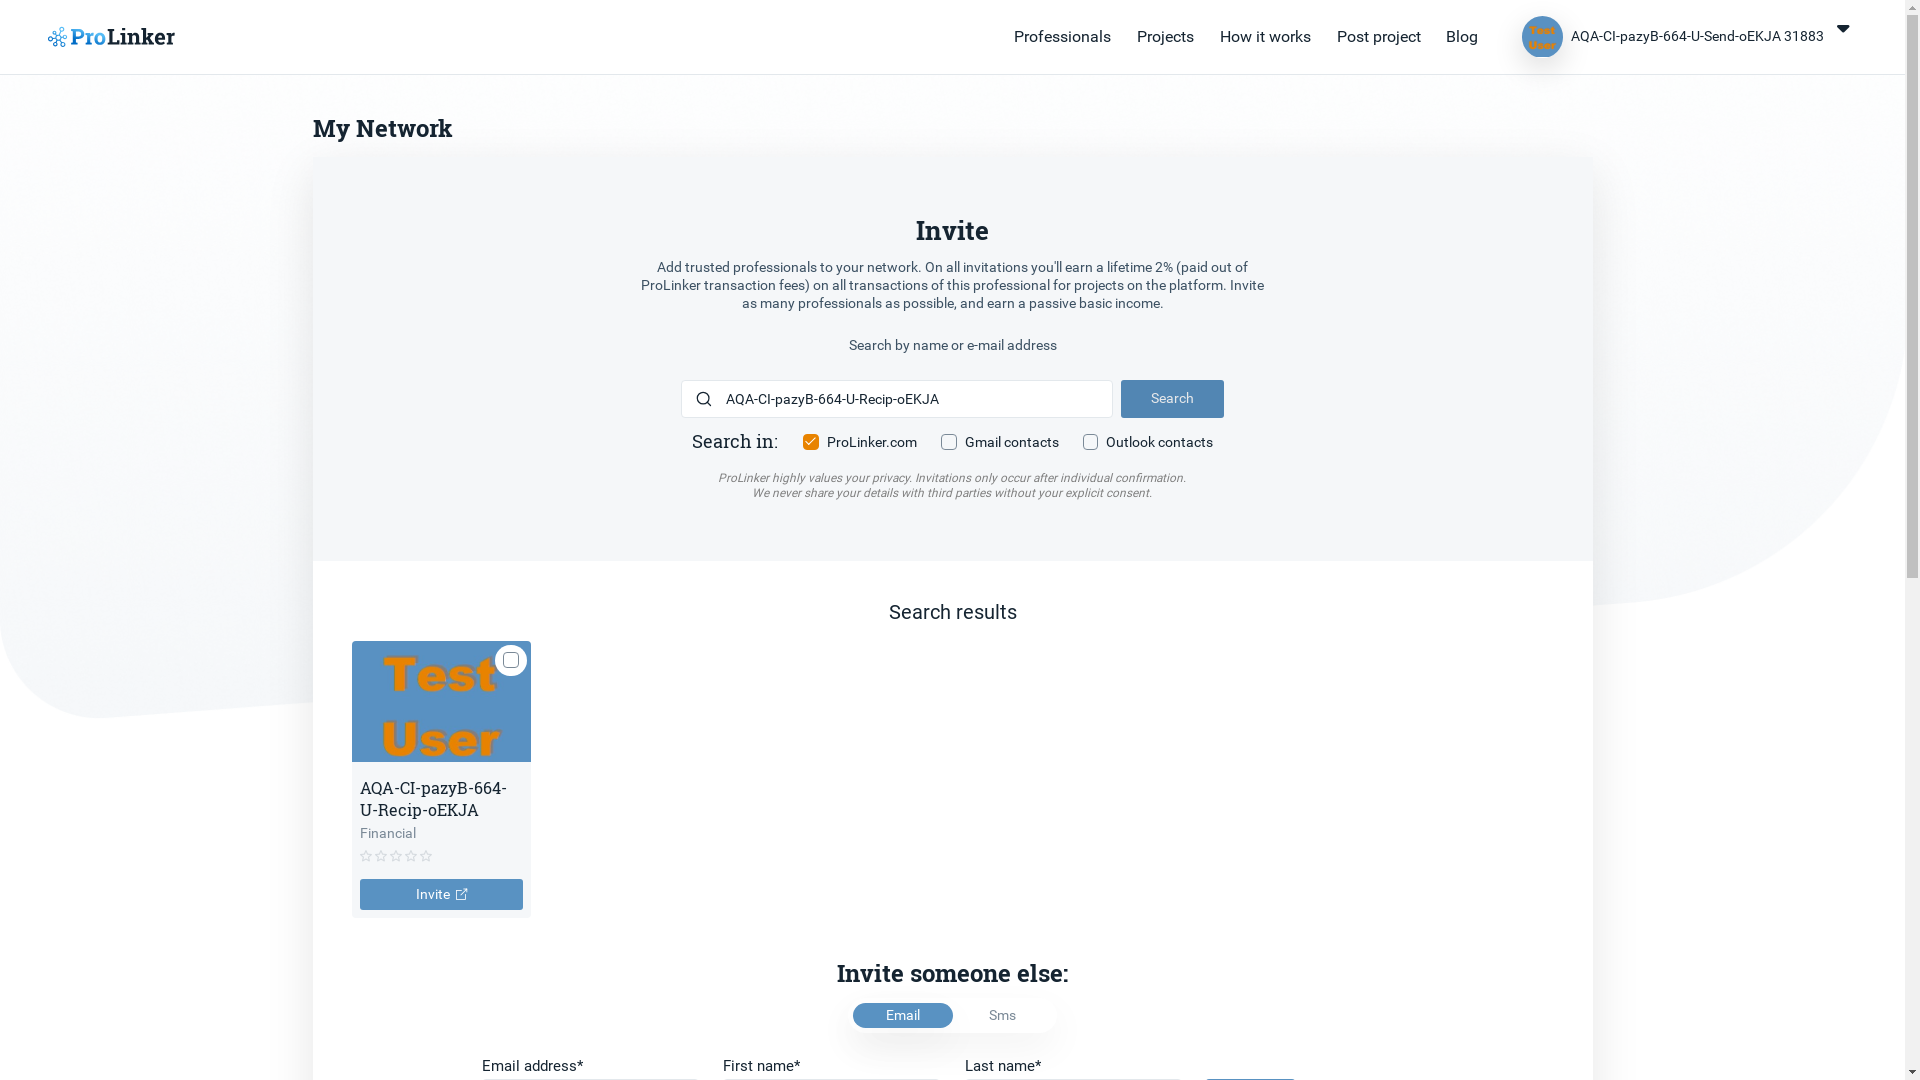 ProLinker
Professionals Projects How it works Post project Blog
Test
User
AQA-CI-pazyB-664-U-Send-oEKJA 31883
My Network
Invite
Add trusted professionals to your network. On all invitations you'll earn a lifetime 2% (paid out of
ProLinker transaction fees) on all transactions of this professional for projects on the platform. Invite
as many professionals as possible, and earn a passive basic income.
Search by name or e-mail address
AQA-CI-pazyB-664-U-Recip-oEKJA
Search
Search in: ProLinker.com Gmail contacts Outlook contacts
ProLinker highly values your privacy. Invitations only occur after individual confirmation.
We never share your details with third parties without your explicit consent.
Search results
Test
User
AQA-CI-pazyB-664-
U-Recip-oEKJA
Financial
Invite
Invite someone else:
Email Sms
Email address* First name* Last name*